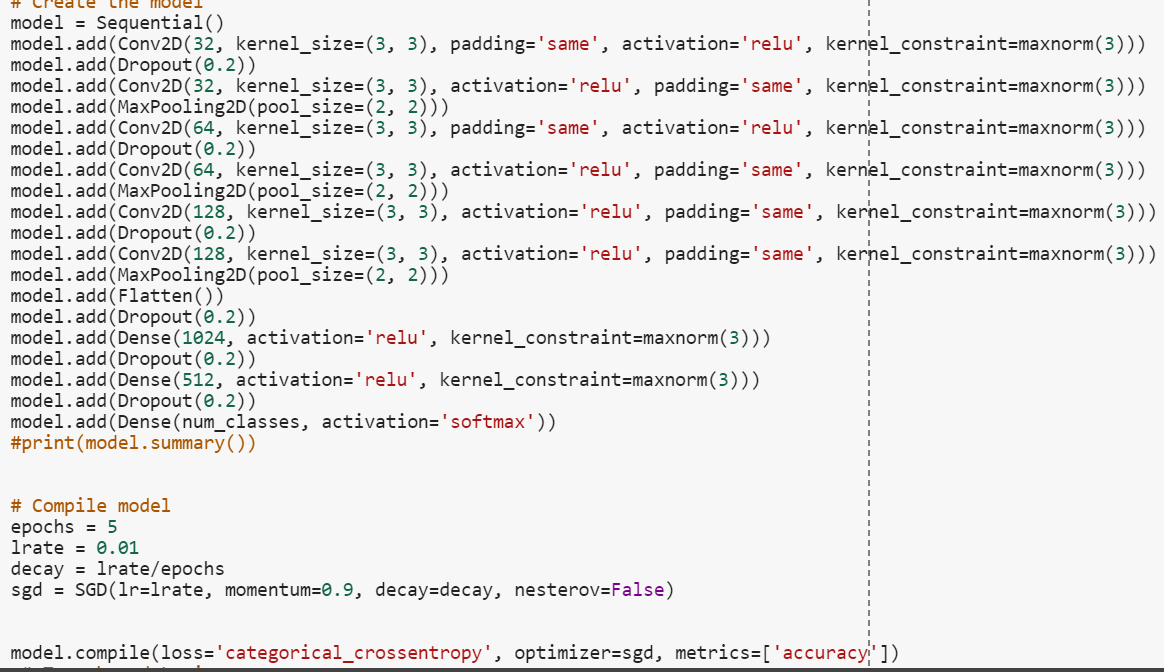 # Create the model
model = Sequential()
model.add(Conv2D(32, kernel_size=(3, 3), padding='same', activation='relu', kernel_constraint=maxnorm(3)))
model.add(Dropout(0.2))
model.add(Conv2D(32, kernel_size=(3, 3), activation='relu', padding='same', kernel_constraint=maxnorm(3)))
model.add(MaxPooling2D(pool_size=(2, 2)))
model.add(Conv2D(64, kernel_size=(3, 3), padding='same', activation='relu', kernel_constraint=maxnorm(3)))
model.add(Dropout(0.2))
model.add(Conv2D(64, kernel_size=(3, 3), activation='relu', padding='same', kernel_constraint=maxnorm(3)))
model.add(MaxPooling2D(pool_size=(2, 2)))
model.add(Conv2D(128, kernel_size=(3, 3), activation='relu', padding='same', kernel_constraint=maxnorm(3)))
model.add(Dropout(0.2))
model.add(Conv2D(128, kernel_size=(3, 3), activation='relu', padding='same', kernel_constraint=maxnorm(3)))
model.add(MaxPooling2D(pool_size=(2, 2)))
model.add(Flatten())
model.add(Dropout(0.2))
model.add(Dense(1024, activation='relu', kernel_constraint=maxnorm(3)))
model.add(Dropout(0.2))
model.add(Dense(512, activation='relu', kernel_constraint=maxnorm(3)))
model.add(Dropout(0.2))
model.add(Dense(num_classes, activation='softmax'))
#print(model.summary())
# Compile model
epochs = 5
lrate = 0.01
decay = lrate/epochs
sgd = SGD(lr=lrate, momentum=0.9, decay=decay, nesterov=False)
model.compile(loss='categorical_crossentropy', optimizer=sgd, metrics=['accuracy'])